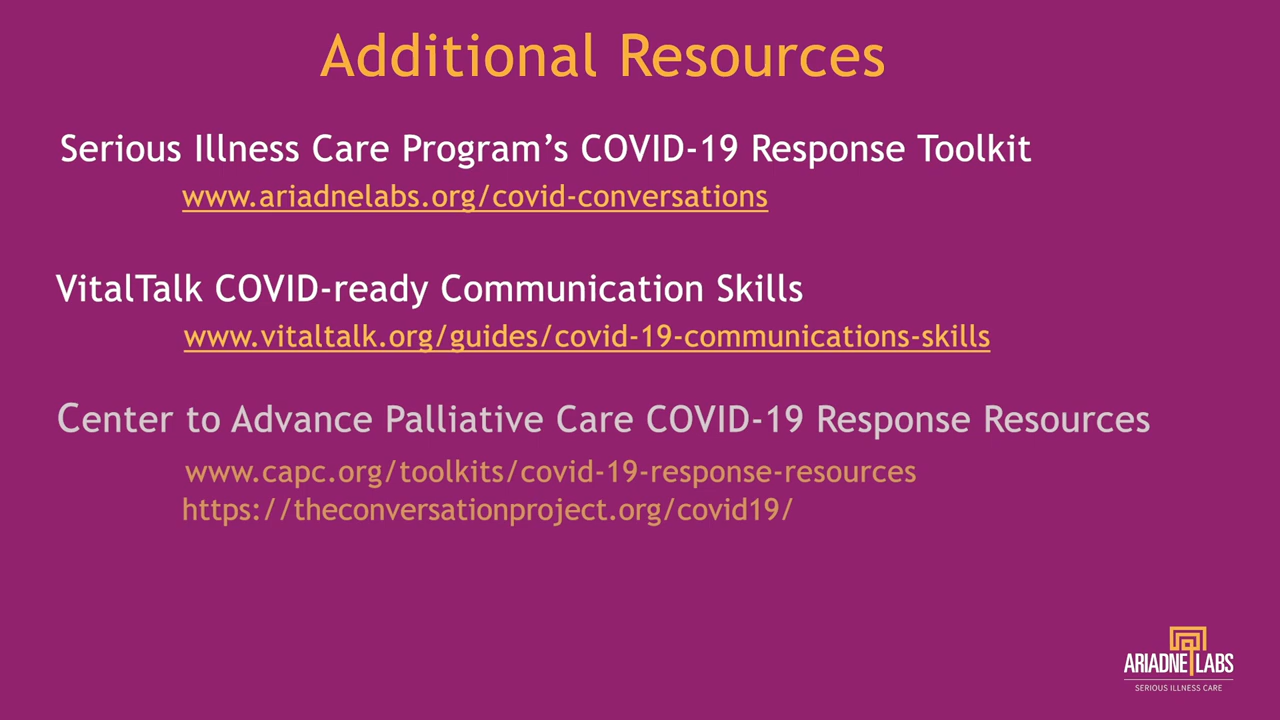 Additional Resources
Serious Illness Care Program’s COVID-19 Response Toolkit
www.ariadnelabs.org/covid-conversations
VitalTalk COVID-ready Communication Skills
www.vitaltalk.org/guides/covid-19-communications-skills
Center to Advance Palliative Care COVID-19 Response Resources
www.capc.org/toolkits/covid-19-response-resources
https://theconversationproject.org/covid19/
ARIADNE LABS
SERIOUS ILLNESS CARE